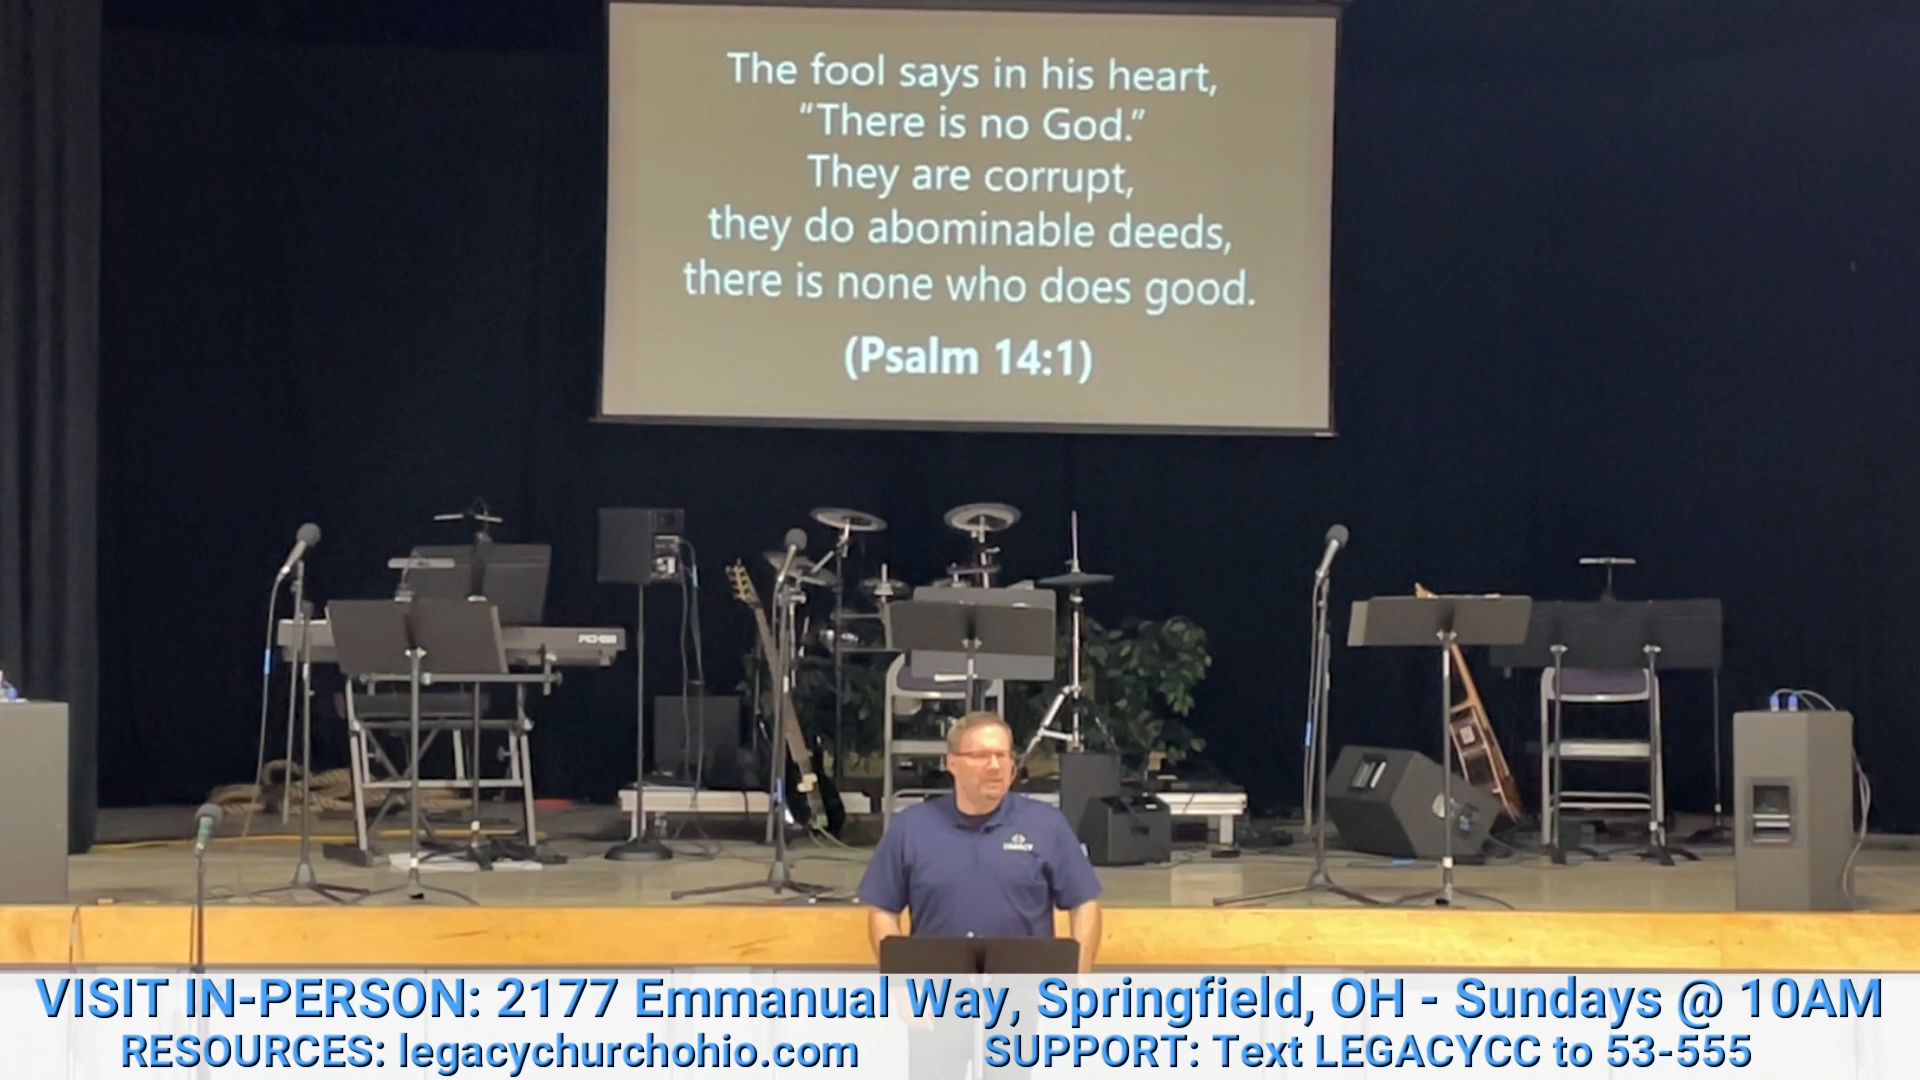 The fool says in his heart,
“There is no God.”
They are corrupt,
they do abominable deeds,
there is none who does good.
(Psalm 14:1)
LEGACY
VISIT IN-PERSON: 2177 Emmanual Way, Springfield, OH - Sundays @ 10AM
RESOURCES: legacychurchohio.com
SUPPORT: Text LEGACYCC to 53-555